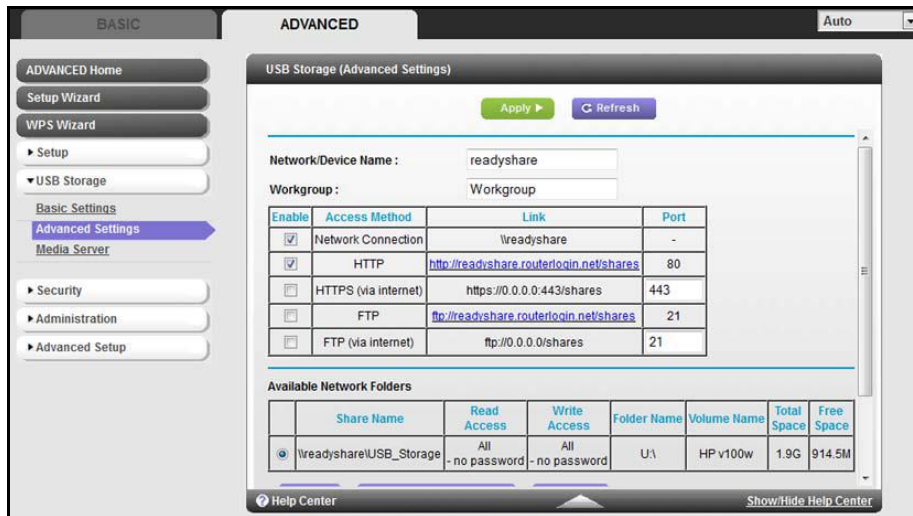 BASIC
ADVANCED
Auto
ADVANCED Home
Setup Wizard
WPS Wizard
Setup
USB Storage
Basic Settings
Advanced Settings
Media Server
Security
Administration
Advanced Setup
USB Storage (Advanced Settings)
Apply
Refresh
Network/Device Name :
readyshare
Workgroup :
Workgroup
Enable Access Method Link Port
Network Connection \\readyshare -
HTTP http://readyshare.routerlogin.net/shares 80
HTTPS (via internet) https://0.0.0.0:443/shares 443
FTP ftp://readyshare.routerlogin.net/shares 21
FTP (via internet) ftp://0.0.0.0/shares 21
Available Network Folders
Share Name Read Access Write Access Folder Name Volume Name Total Space Free Space
\\readyshare\USB_Storage All - no password All - no password U:\ HP v100w 1.9G 914.5M
Help Center
Show/Hide Help Center